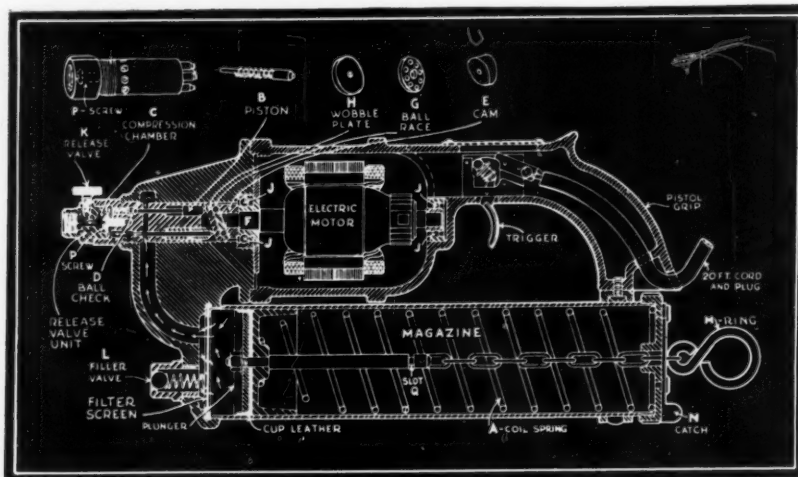 P-SCREW
C
COMPRESSION
CHAMBER
B
PISTON
H
WOBBLE
PLATE
G
BALL
RACE
E
CAM
K
RELEASE
VALVE
P
SCREW
D
BALL
CHECK
RELEASE
VALVE
UNIT
F
J
J
J
J
ELECTRIC
MOTOR
TRIGGER
PISTOL
GRIP
20 FT. CORD
AND PLUG
L
FILLER
VALVE
FILTER
SCREEN
PLUNGER
CUP LEATHER
MAGAZINE
SLOT
Q
A-COIL SPRING
M-RING
N
CATCH